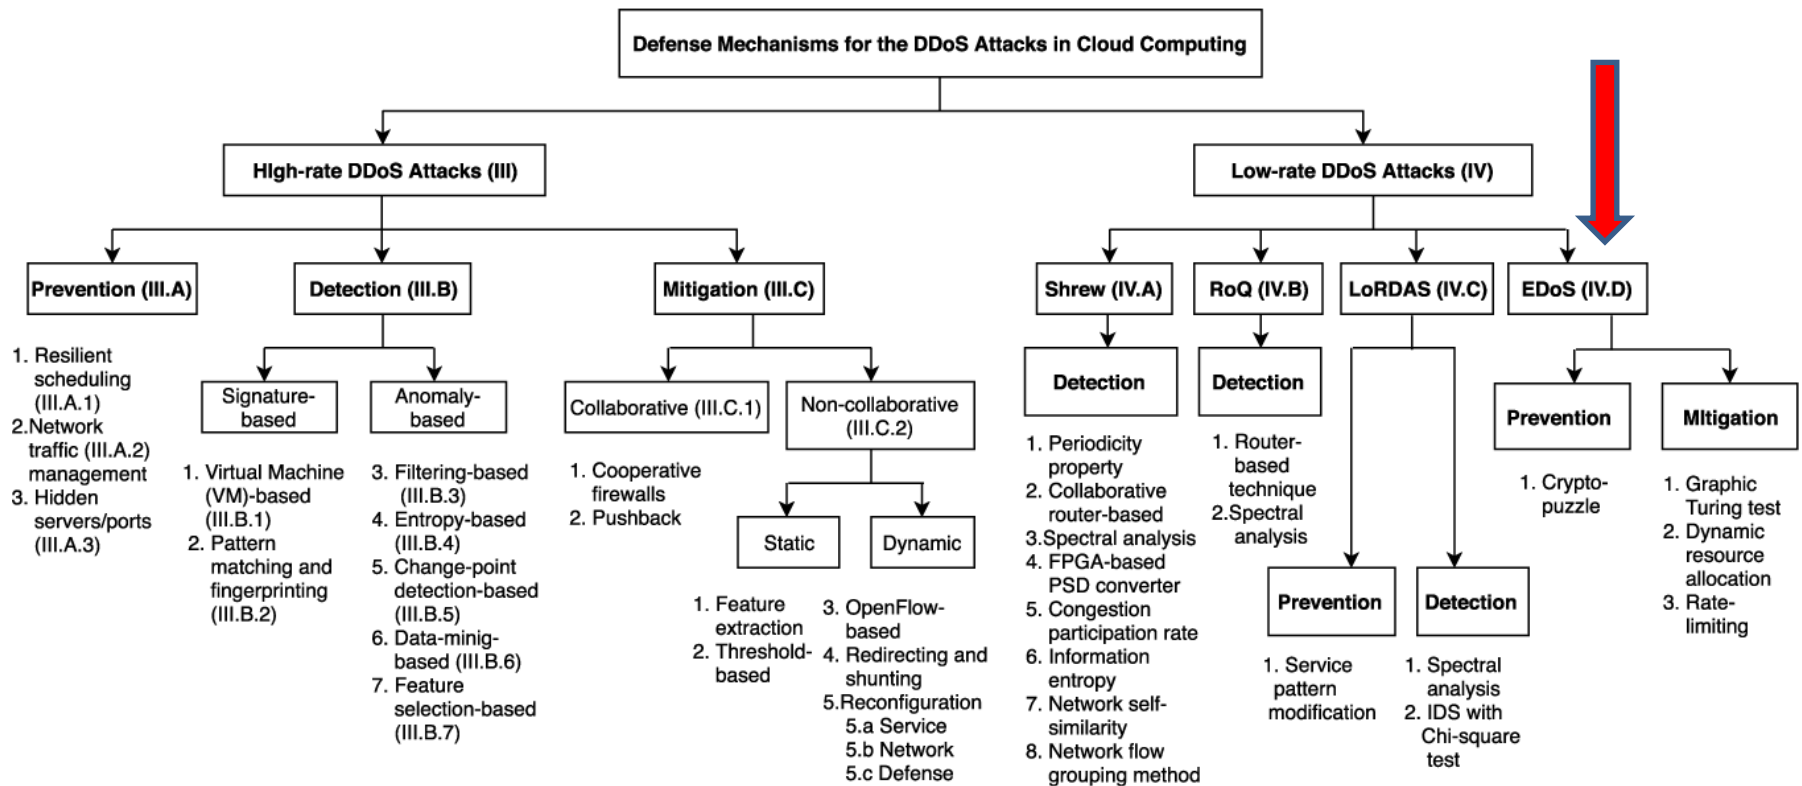 Defense Mechanisms for the DDoS Attacks in Cloud Computing
HIgh-rate DDoS Attacks (III)
Low-rate DDoS Attacks (IV)
Prevention (III.A)
Detection (III.B)
Mitigation (III.C)
Shrew (IV.A)
RoQ (IV.B)
LoRDAS (IV.C)
EDoS (IV.D)
1. Resilient
scheduling
(III.A.1)
2.Network
traffic (III.A.2)
management
3. Hidden
servers/ports
(III.A.3)
Signature-
based
1. Virtual Machine
(VM)-based
(III.B.1)
2. Pattern
matching and
fingerprinting
(III.B.2)
Anomaly-
based
3. Filtering-based
(III.B.3)
4. Entropy-based
(III.B.4)
5. Change-point
detection-based
(III.B.5)
6. Data-minig-
based (III.B.6)
7. Feature
selection-based
(III.B.7)
Collaborative (III.C.1)
1. Cooperative
firewalls
2. Pushback
Non-collaborative
(III.C.2)
Static
1. Feature
extraction
2. Threshold-
based
Dynamic
3. OpenFlow-
based
4. Redirecting and
shunting
5.Reconfiguration
5.a Service
5.b Network
5.c Defense
Detection
1. Periodicity
property
2. Collaborative
router-based
3.Spectral analysis
4. FPGA-based
PSD converter
5. Congestion
participation rate
6. Information
entropy
7. Network self-
similarity
8. Network flow
grouping method
Detection
1. Router-
based
technique
2.Spectral
analysis
Prevention
1. Service
pattern
modification
Detection
1. Spectral
analysis
2. IDS with
Chi-square
test
Prevention
1. Crypto-
puzzle
MItigation
1. Graphic
Turing test
2. Dynamic
resource
allocation
3. Rate-
limiting